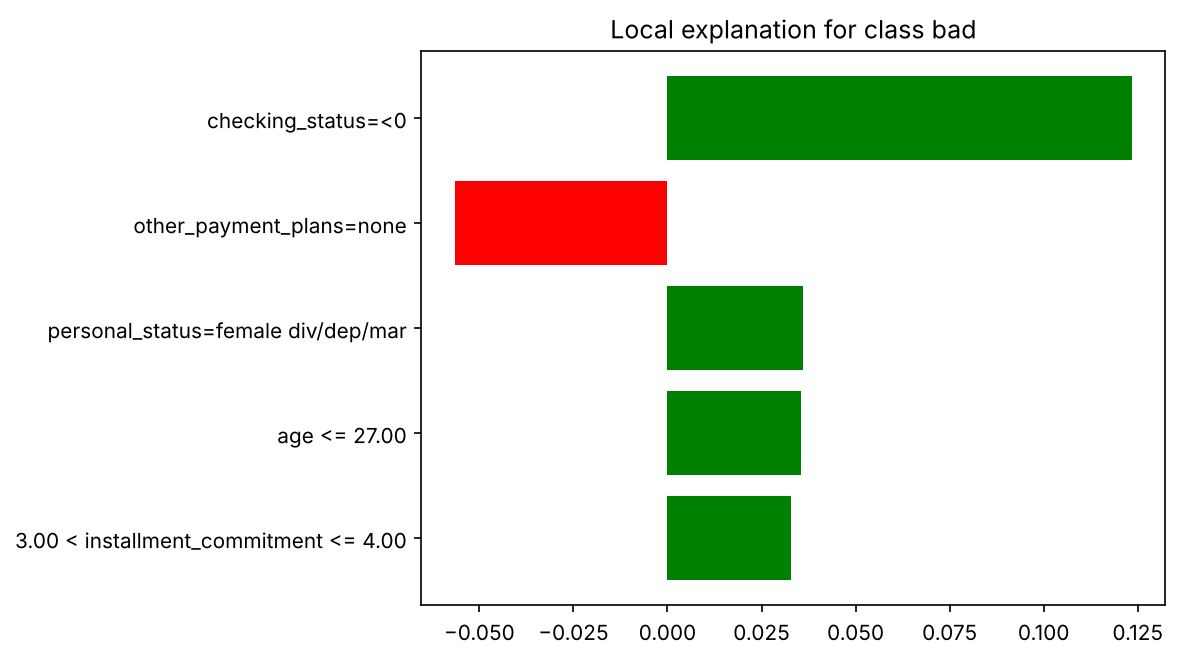 Local explanation for class bad
checking_status=<0
other_payment_plans=none
personal_status=female div/dep/mar
age <= 27.00
3.00 < installment_commitment <= 4.00
−0.050 −0.025 0.000 0.025 0.050 0.075 0.100 0.125